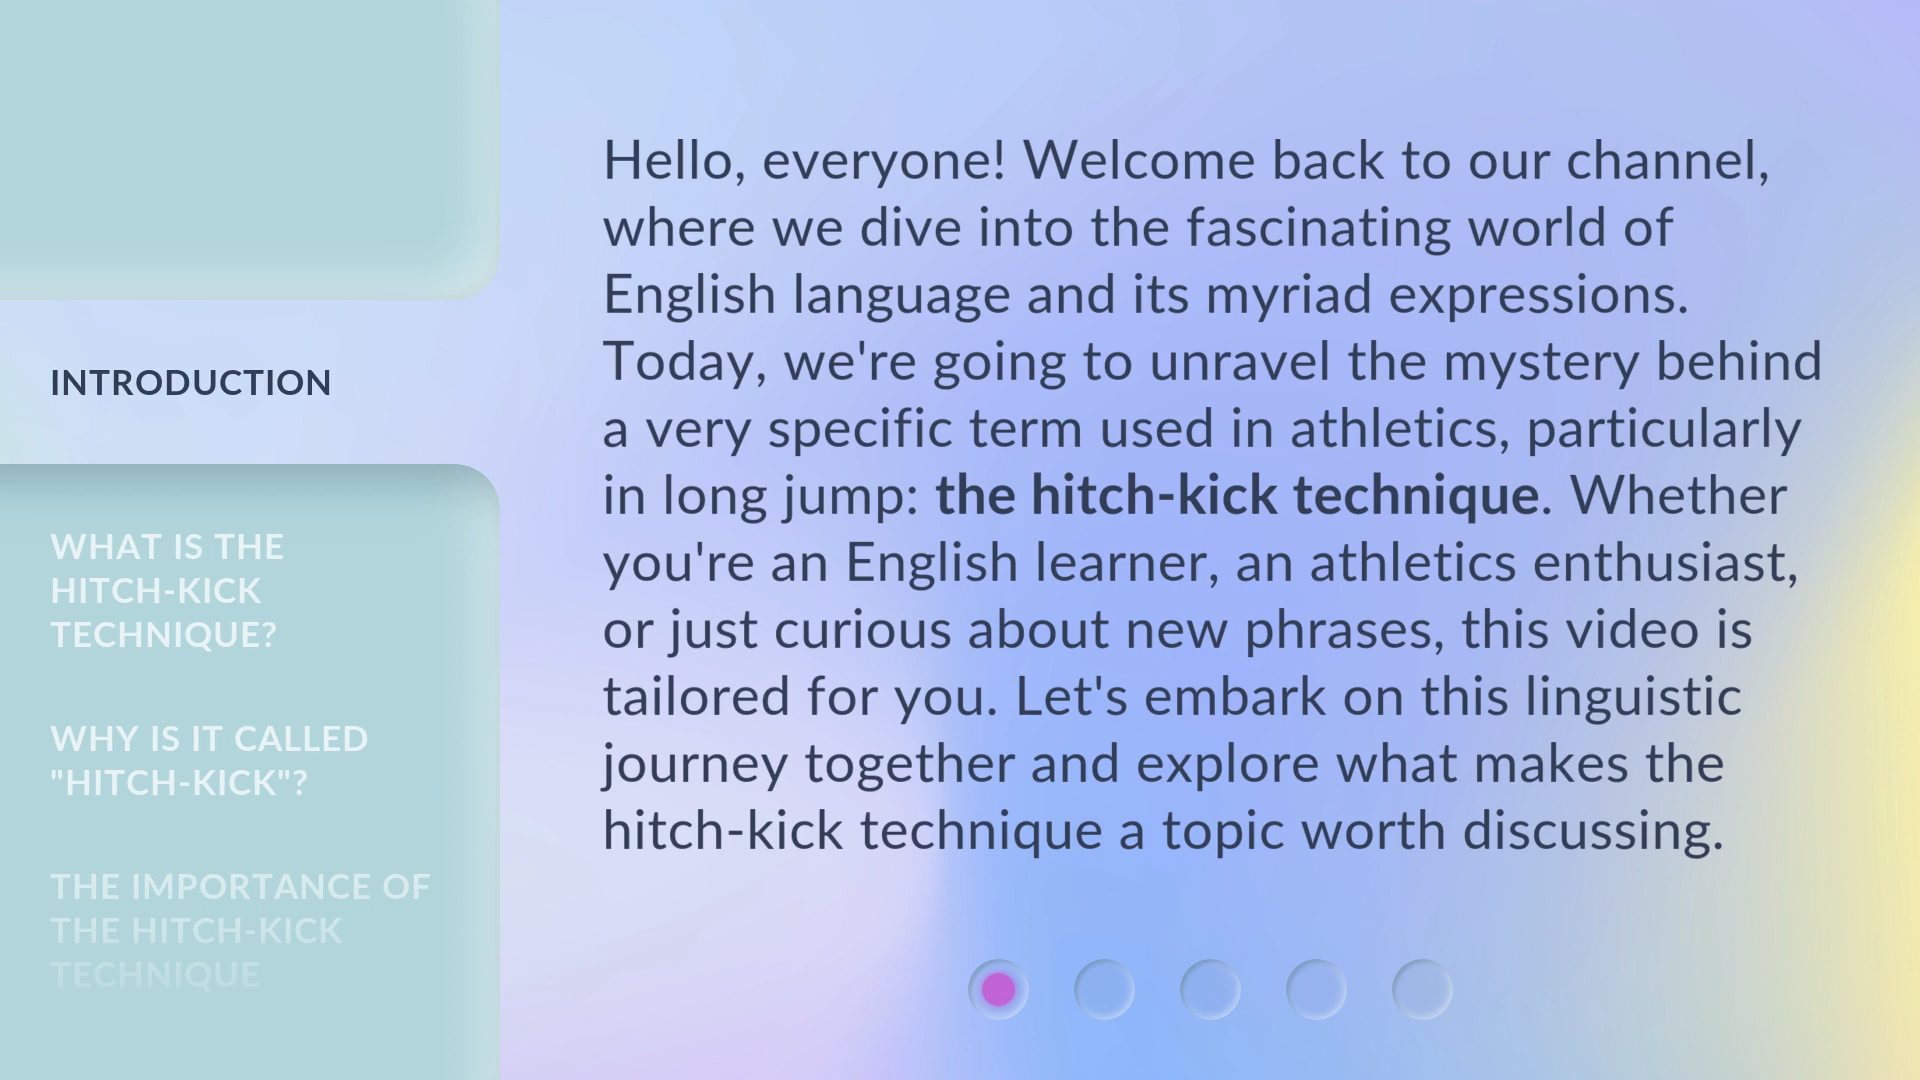 INTRODUCTION
WHAT IS THE
HITCH-KICK
TECHNIQUE?
WHY IS IT CALLED
"HITCH-KICK"?
THE IMPORTANCE OF
THE HITCH-KICK
TECHNIQUE
Hello, everyone! Welcome back to our channel,
where we dive into the fascinating world of
English language and its myriad expressions.
Today, we're going to unravel the mystery behind
a very specific term used in athletics, particularly
in long jump: the hitch-kick technique. Whether
you're an English learner, an athletics enthusiast,
or just curious about new phrases, this video is
tailored for you. Let's embark on this linguistic
journey together and explore what makes the
hitch-kick technique a topic worth discussing.